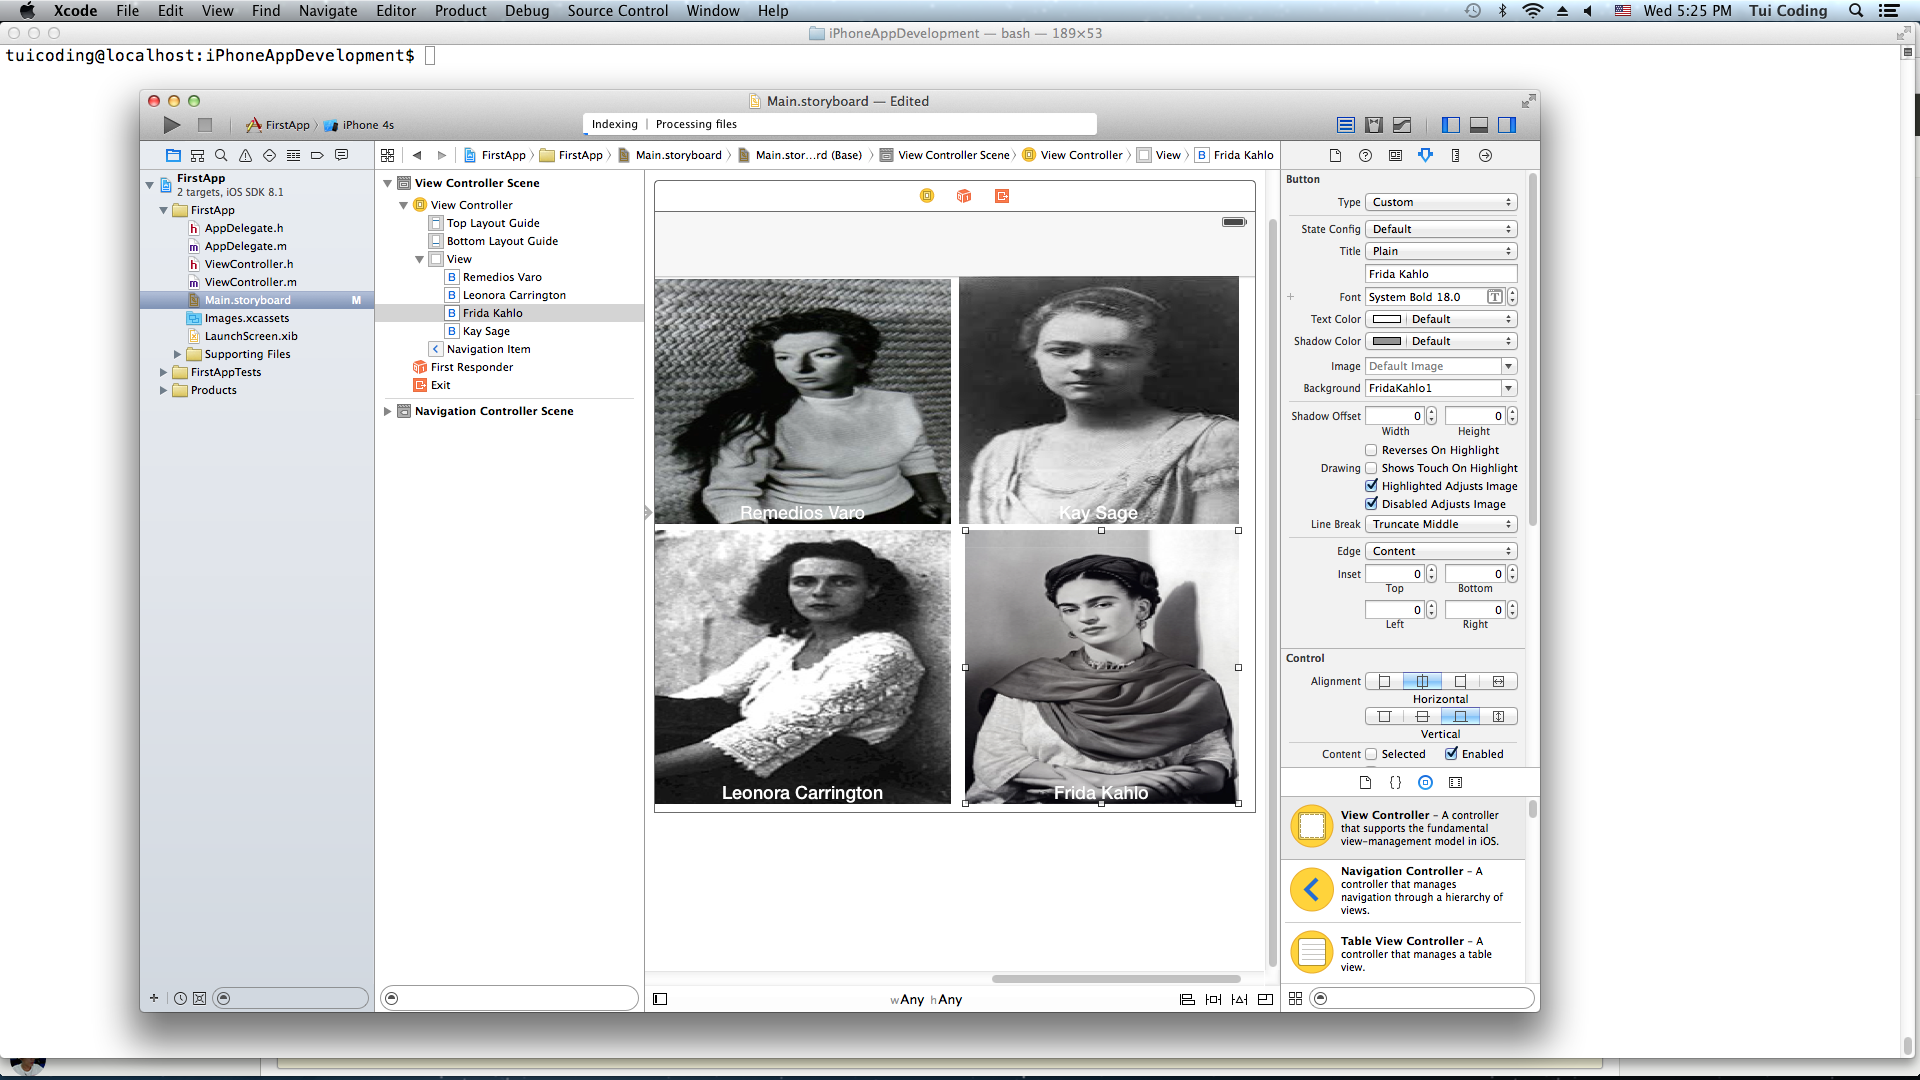 Xcode File Edit View Find Navigate Editor Product Debug Source Control Window Help Wed 5:25 PM Tui Coding
iPhoneAppDevelopment — bash — 189×53
tuicoding@localhost:iPhoneAppDevelopment$
Main.storyboard — Edited
FirstApp iPhone 4s
Indexing | Processing files
FirstApp FirstApp Main.storyboard Main.stor...rd (Base) View Controller Scene View Controller View B Frida Kahlo
FirstApp
2 targets, iOS SDK 8.1
FirstApp
h AppDelegate.h
m AppDelegate.m
h ViewController.h
m ViewController.m
Main.storyboard M
Images.xcassets
LaunchScreen.xib
Supporting Files
FirstAppTests
Products
View Controller Scene
View Controller
Top Layout Guide
Bottom Layout Guide
View
B Remedios Varo
B Leonora Carrington
B Frida Kahlo
B Kay Sage
Navigation Item
First Responder
Exit
Navigation Controller Scene
Remedios Varo
Kay Sage
Leonora Carrington
Frida Kahlo
wAny hAny
Button
Type Custom
State Config Default
Title Plain
Frida Kahlo
+ Font System Bold 18.0 T
Text Color Default
Shadow Color Default
Image Default Image
Background FridaKahlo1
Shadow Offset 0 0
Width Height
Reverses On Highlight
Drawing Shows Touch On Highlight
Highlighted Adjusts Image
Disabled Adjusts Image
Line Break Truncate Middle
Edge Content
Inset 0 0
Top Bottom
0 0
Left Right
Control
Alignment
Horizontal
Vertical
Content Selected Enabled
View Controller – A controller
that supports the fundamental
view-management model in iOS.
Navigation Controller – A
controller that manages
navigation through a hierarchy of
views.
Table View Controller – A
controller that manages a table
view.